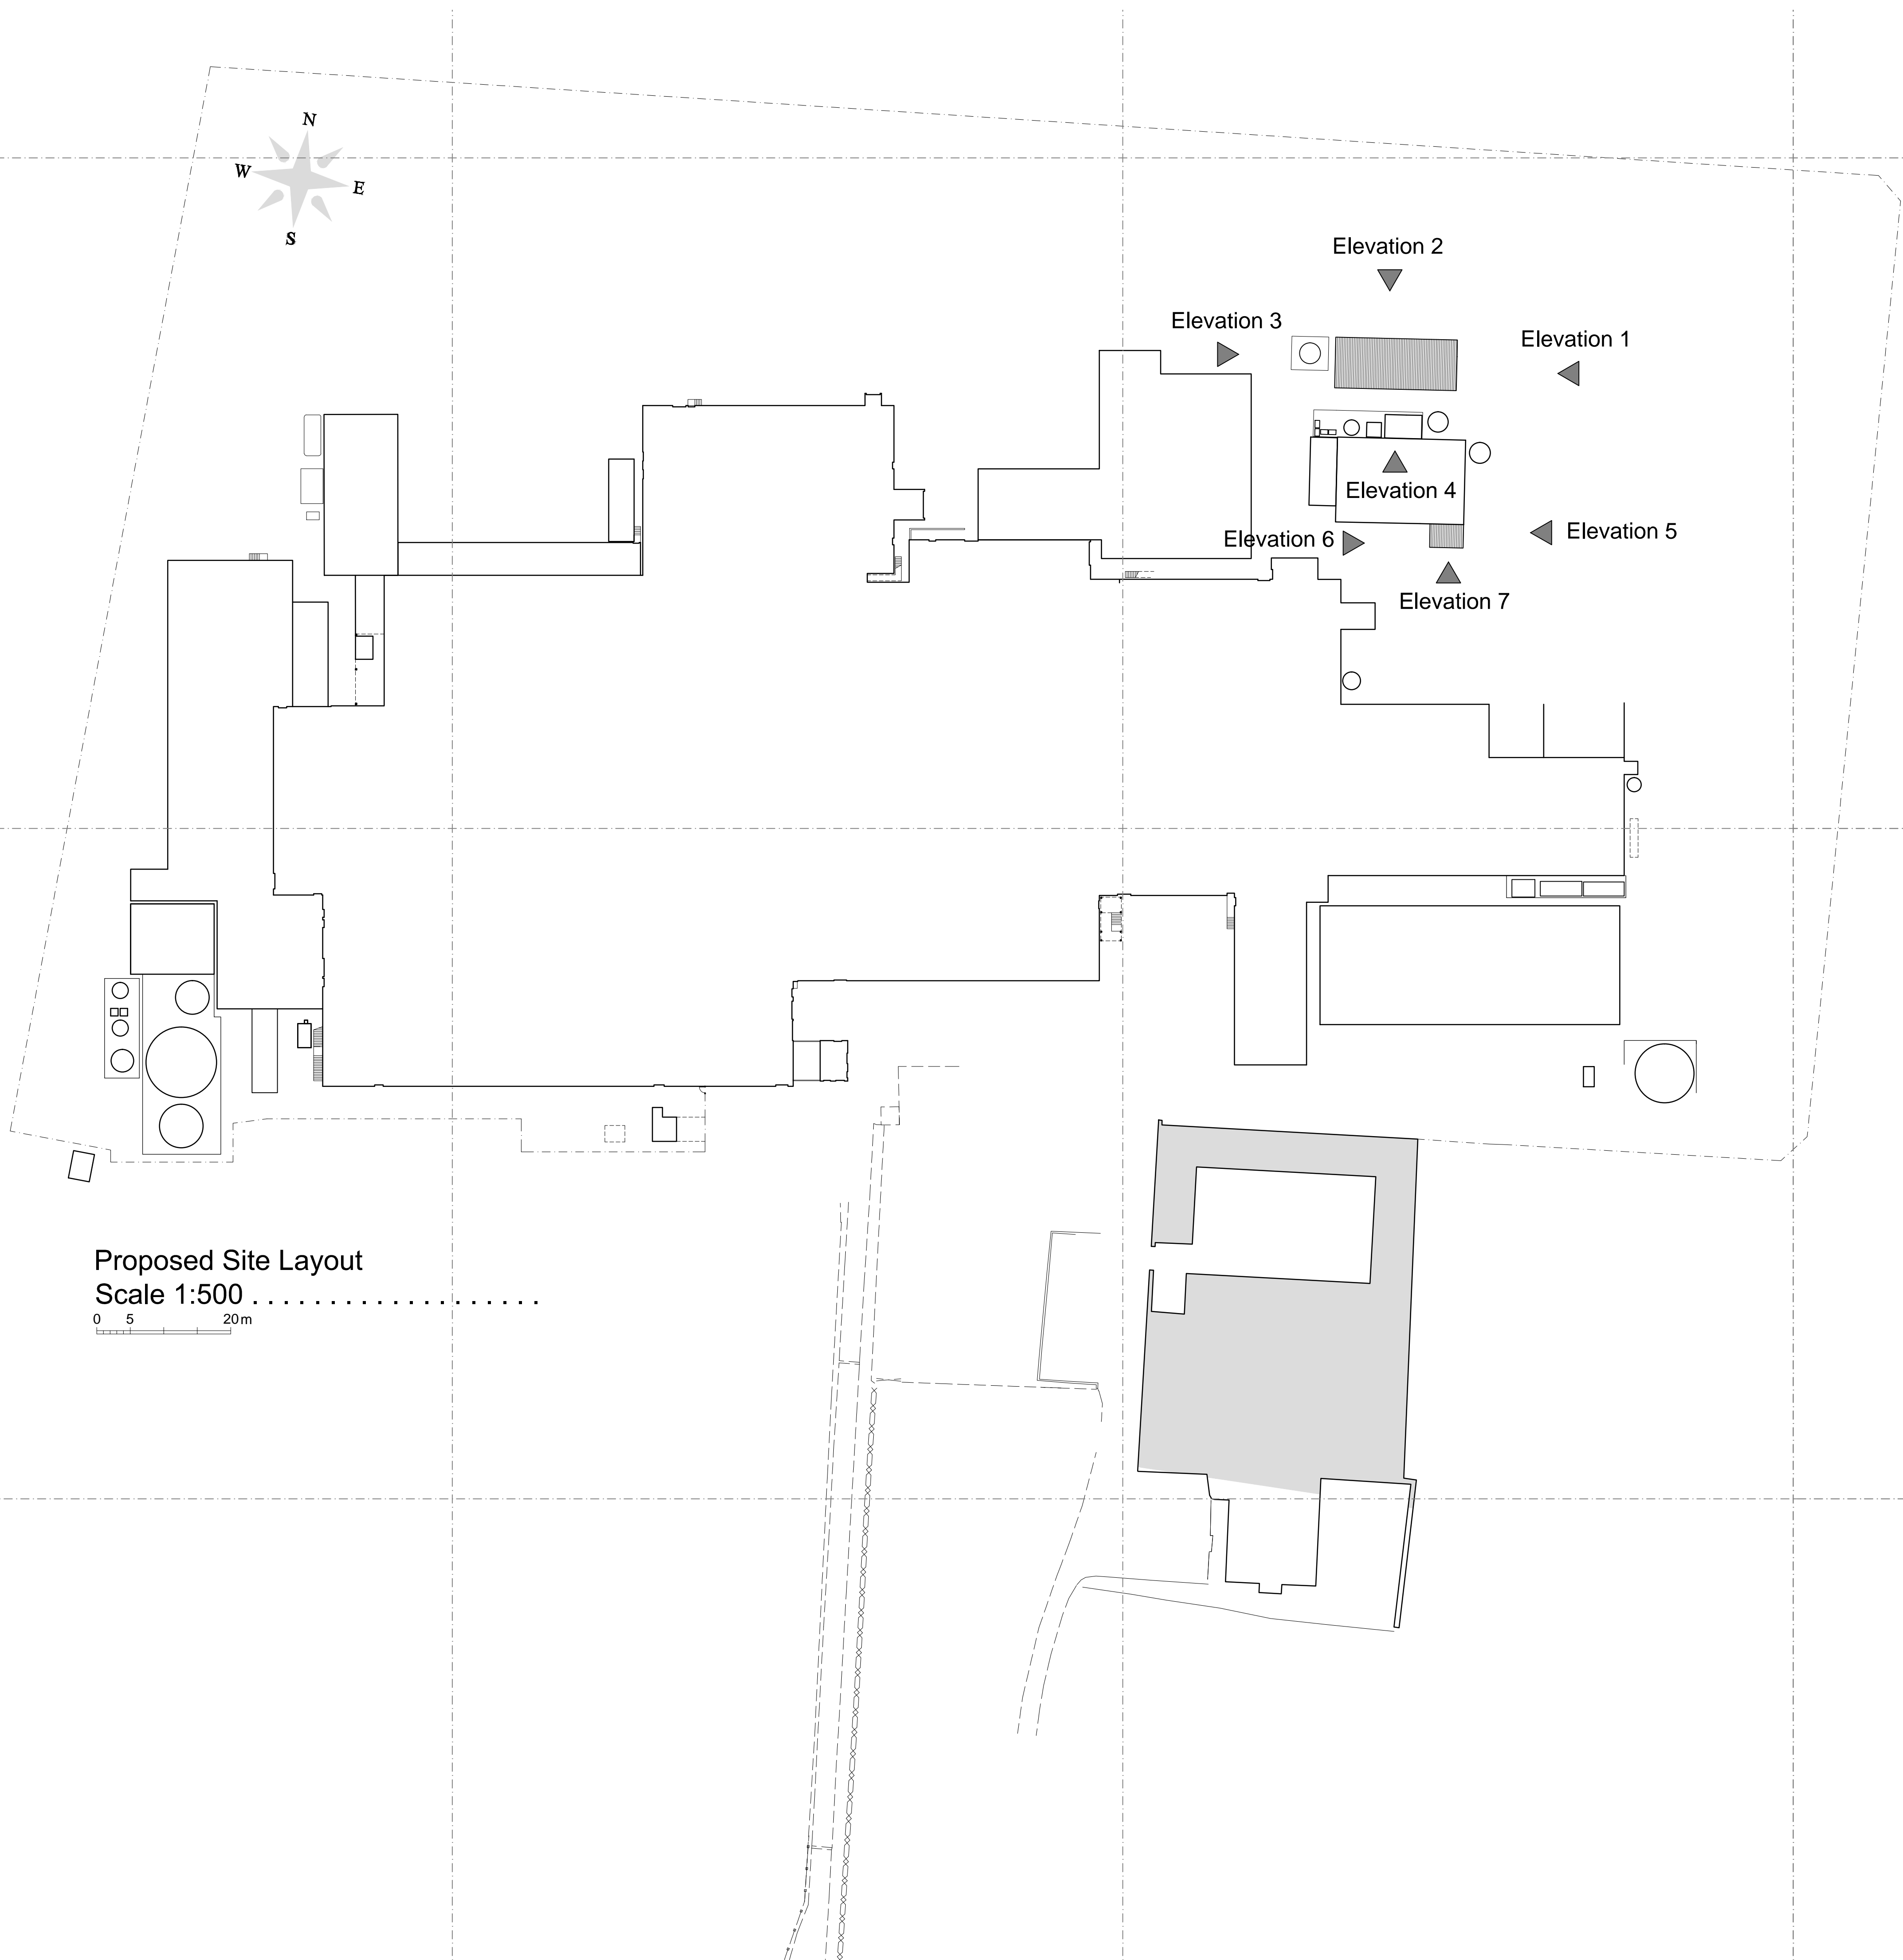 N
W
E
S
Elevation 2
Elevation 3
Elevation 1
Elevation 4
Elevation 6
Elevation 5
Elevation 7
Proposed Site Layout
Scale 1:500 . . . . . . . . . . . . . . . . . . .
0 5 20 m